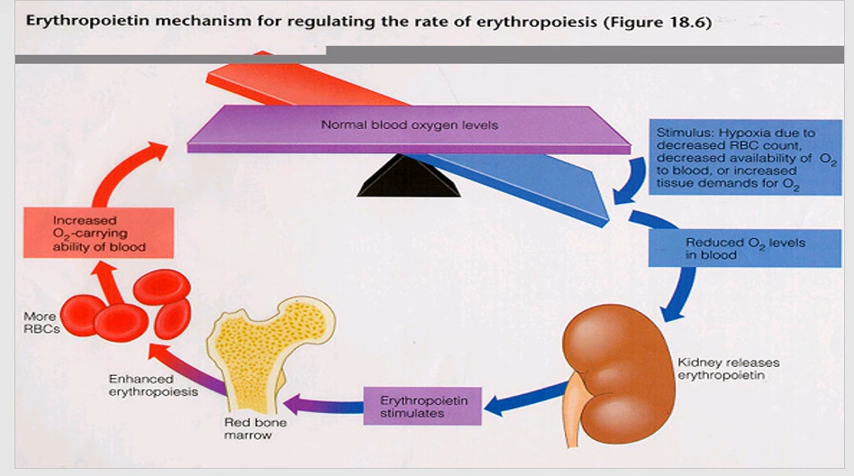 Erythropoietin mechanism for regulating the rate of erythropoiesis (Figure 18.6)
Normal blood oxygen levels
Stimulus: Hypoxia due to
decreased RBC count,
decreased availability of O₂
to blood, or increased
tissue demands for O₂
Reduced O₂ levels
in blood
Kidney releases
erythropoietin
Erythropoietin
stimulates
Red bone
marrow
Enhanced
erythropoiesis
More
RBCs
Increased
O₂-carrying
ability of blood